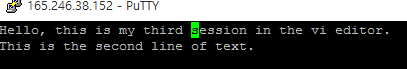 165.246.38.152 - PuTTY
Hello, this is my third session in the vi editor.
This is the second line of text.